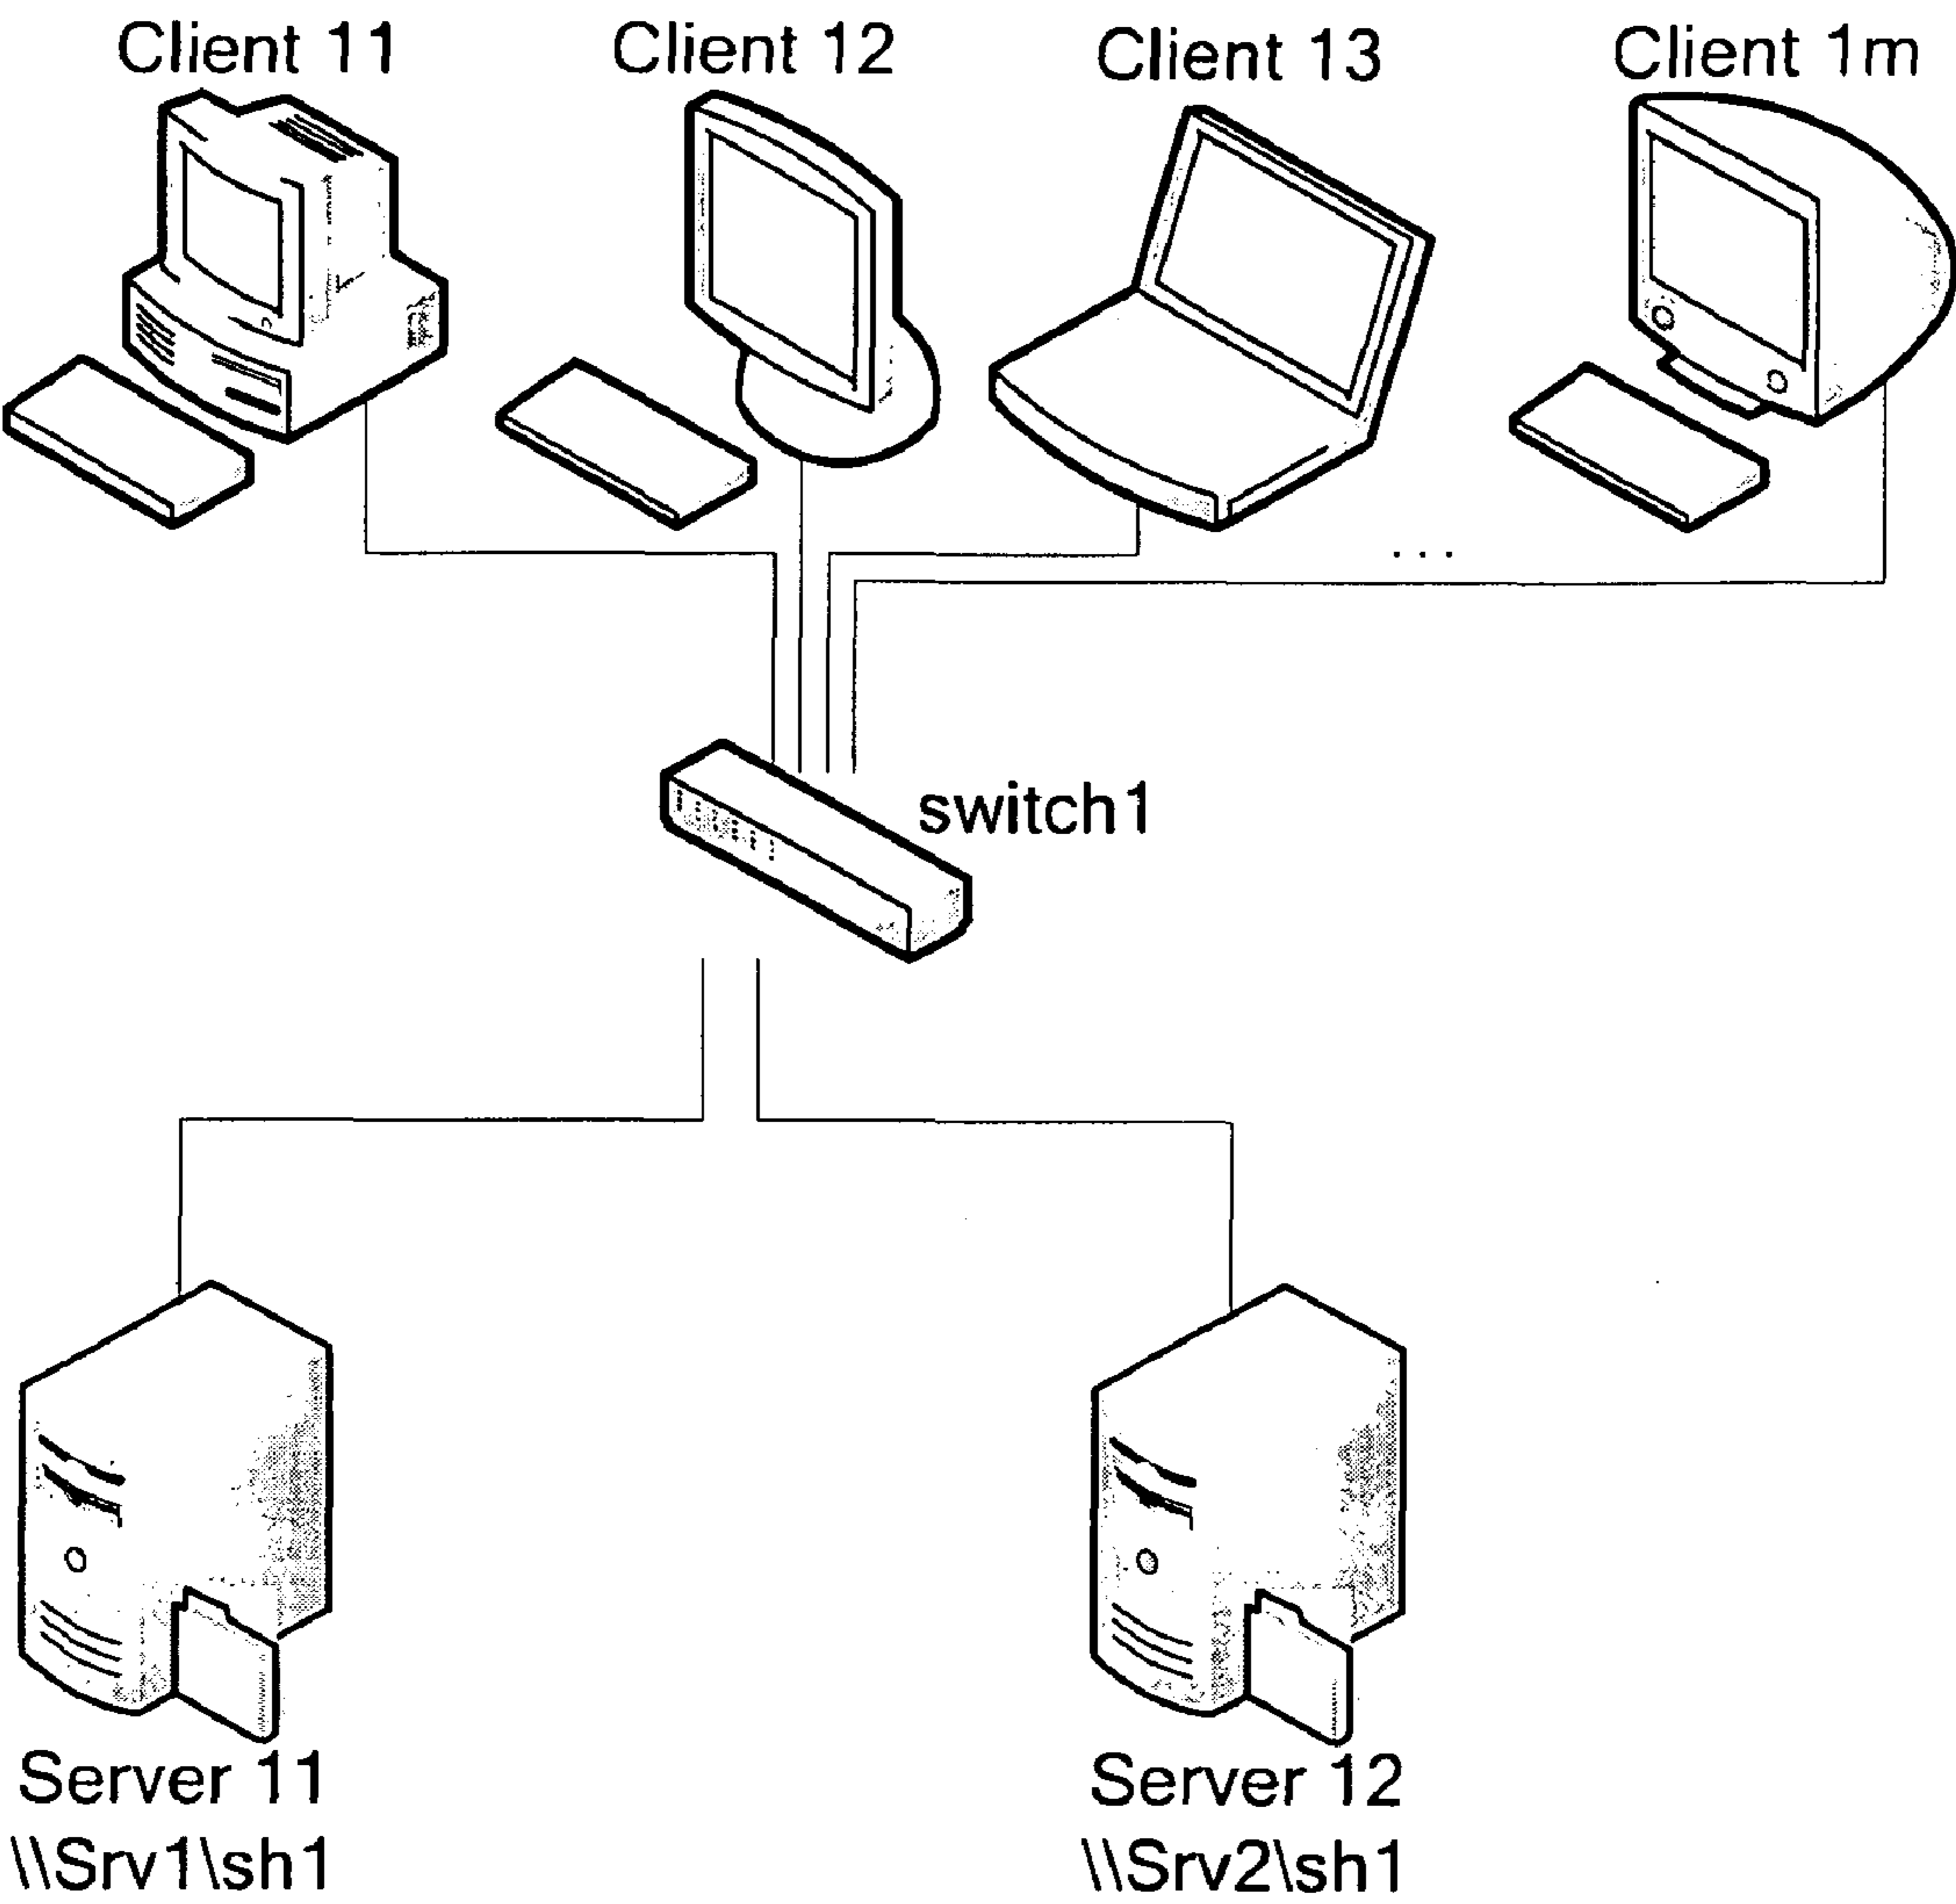 Client 11
Client 12
Client 13
Client 1m
...
switch1
Server 11
\\Srv1\sh1
Server 12
\\Srv2\sh1